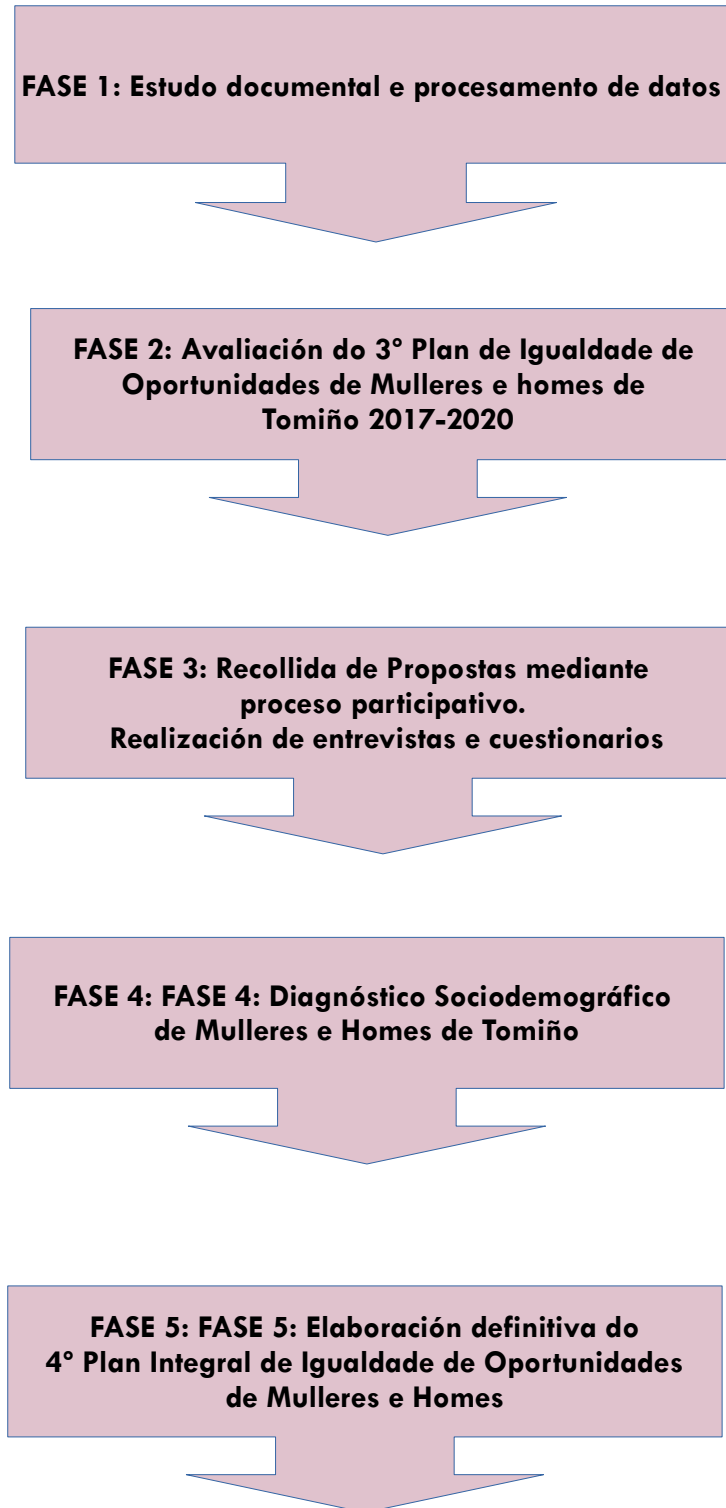 FASE 1: Estudo documental e procesamento de datos
FASE 2: Avaliación do 3º Plan de Igualdade de
Oportunidades de Mulleres e homes de
Tomiño 2017-2020
FASE 3: Recollida de Propostas mediante
proceso participativo.
Realización de entrevistas e cuestionarios
FASE 4: FASE 4: Diagnóstico Sociodemográfico
de Mulleres e Homes de Tomiño
FASE 5: FASE 5: Elaboración definitiva do
4º Plan Integral de Igualdade de Oportunidades
de Mulleres e Homes